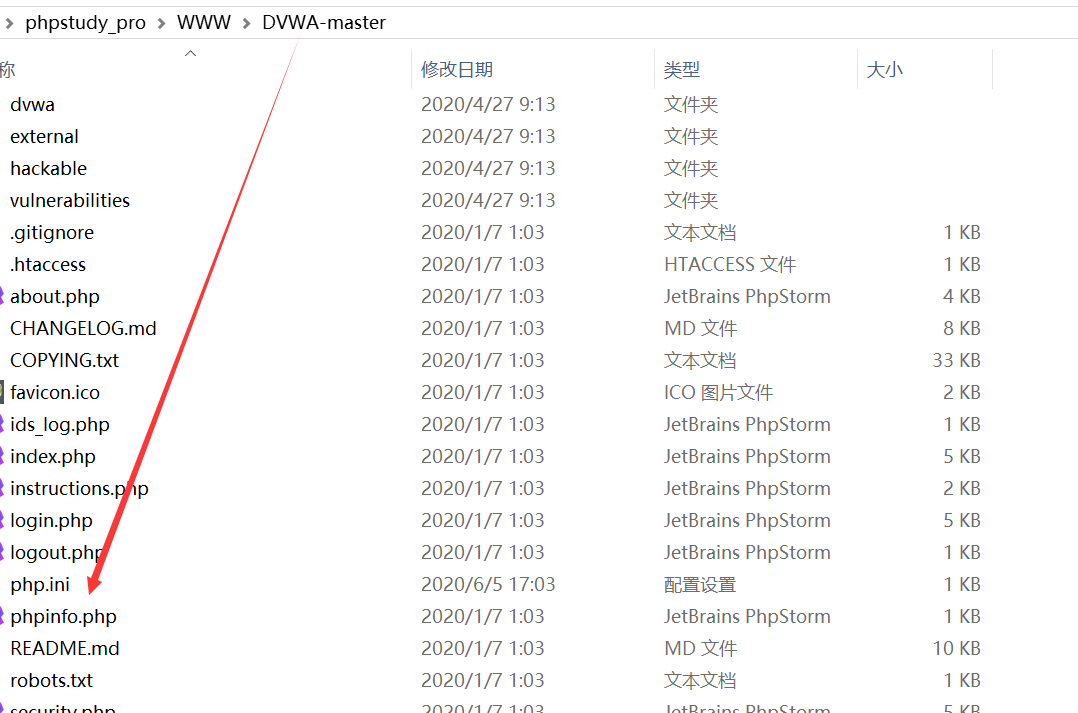 phpstudy_pro > WWW > DVWA-master
称 修改日期 类型 大小
dvwa 2020/4/27 9:13 文件夹
external 2020/4/27 9:13 文件夹
hackable 2020/4/27 9:13 文件夹
vulnerabilities 2020/4/27 9:13 文件夹
.gitignore 2020/1/7 1:03 文本文档 1 KB
.htaccess 2020/1/7 1:03 HTACCESS 文件 1 KB
about.php 2020/1/7 1:03 JetBrains PhpStorm 4 KB
CHANGELOG.md 2020/1/7 1:03 MD 文件 8 KB
COPYING.txt 2020/1/7 1:03 文本文档 33 KB
favicon.ico 2020/1/7 1:03 ICO 图片文件 2 KB
ids_log.php 2020/1/7 1:03 JetBrains PhpStorm 1 KB
index.php 2020/1/7 1:03 JetBrains PhpStorm 5 KB
instructions.php 2020/1/7 1:03 JetBrains PhpStorm 2 KB
login.php 2020/1/7 1:03 JetBrains PhpStorm 5 KB
logout.php 2020/1/7 1:03 JetBrains PhpStorm 1 KB
php.ini 2020/6/5 17:03 配置设置 1 KB
phpinfo.php 2020/1/7 1:03 JetBrains PhpStorm 1 KB
README.md 2020/1/7 1:03 MD 文件 10 KB
robots.txt 2020/1/7 1:03 文本文档 1 KB
security.php 2020/1/7 1:03 JetBrains PhpStorm 5 KB